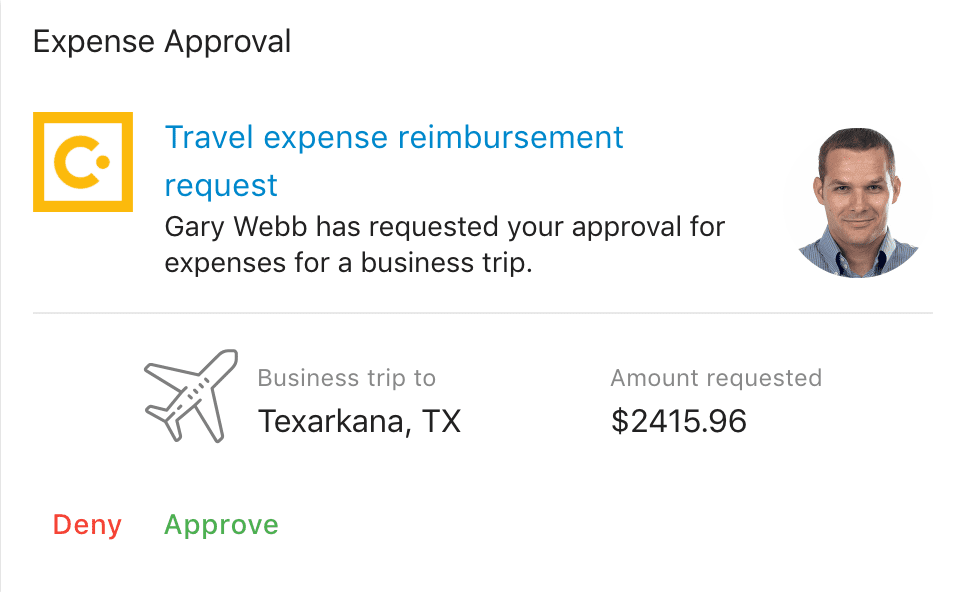 Expense Approval
Travel expense reimbursement
request
Gary Webb has requested your approval for
expenses for a business trip.
Business trip to
Texarkana, TX
Amount requested
$2415.96
Deny
Approve